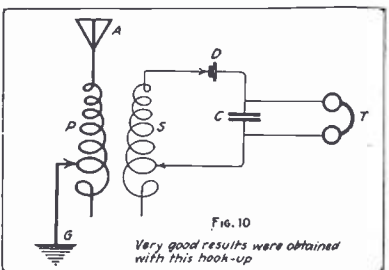 A
D
P
S
C
T
G
FIG. 10
Very good results were obtained
with this hook-up